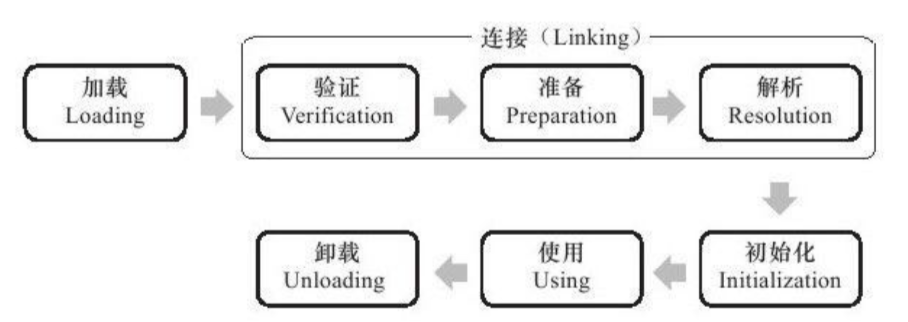 连接（Linking）
加载
Loading
验证
Verification
准备
Preparation
解析
Resolution
初始化
Initialization
使用
Using
卸载
Unloading